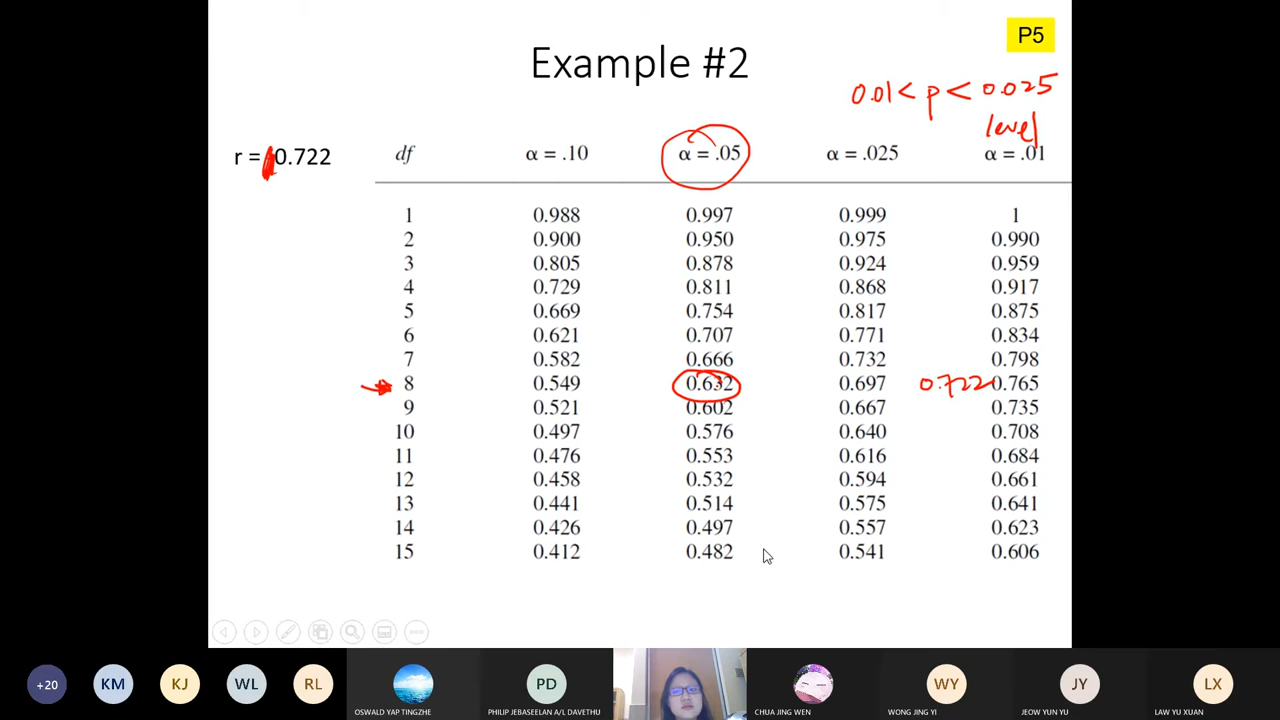 P5
Example #2
0.01 < p < 0.025
level
r = 0.722
df α = .10 α = .05 α = .025 α = .01
1 0.988 0.997 0.999 1
2 0.900 0.950 0.975 0.990
3 0.805 0.878 0.924 0.959
4 0.729 0.811 0.868 0.917
5 0.669 0.754 0.817 0.875
6 0.621 0.707 0.771 0.834
7 0.582 0.666 0.732 0.798
8 0.549 0.632 0.697 0.722 0.765
9 0.521 0.602 0.667 0.735
10 0.497 0.576 0.640 0.708
11 0.476 0.553 0.616 0.684
12 0.458 0.532 0.594 0.661
13 0.441 0.514 0.575 0.641
14 0.426 0.497 0.557 0.623
15 0.412 0.482 0.541 0.606
+20 KM KJ WL RL PD WY JY LX
OSWALD YAP TINGZHE PHILIP JEBASEELAN A/L DAVETHU CHUA JING WEN WONG JING YI JEOW YUN YU LAW YU XUAN